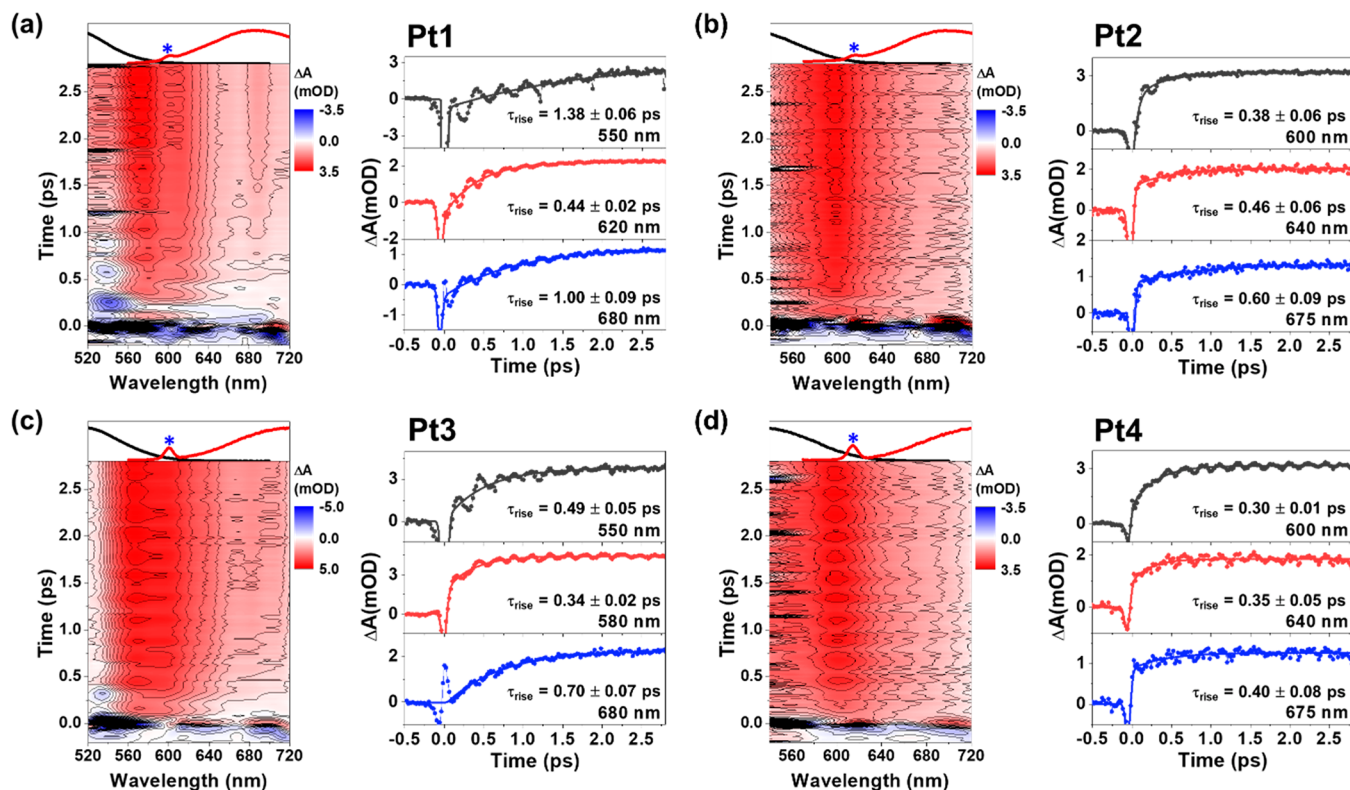 (a)
*
Pt1
ΔA
(mOD)
-3.5
0.0
3.5
2.5
2.0
1.5
1.0
0.5
0.0
Time (ps)
520 560 600 640 680 720
Wavelength (nm)
3
0
-3
τrise = 1.38 ± 0.06 ps
550 nm
2
0
2
τrise = 0.44 ± 0.02 ps
620 nm
1
0
-1
τrise = 1.00 ± 0.09 ps
680 nm
ΔA(mOD)
-0.5 0.0 0.5 1.0 1.5 2.0 2.5
Time (ps)
(b)
*
Pt2
ΔA
(mOD)
-3.5
0.0
3.5
2.5
2.0
1.5
1.0
0.5
0.0
Time (ps)
560 600 640 680 720
Wavelength (nm)
3
0
τrise = 0.38 ± 0.06 ps
600 nm
2
0
2
τrise = 0.46 ± 0.06 ps
640 nm
1
0
τrise = 0.60 ± 0.09 ps
675 nm
ΔA(mOD)
-0.5 0.0 0.5 1.0 1.5 2.0 2.5
Time (ps)
(c)
*
Pt3
ΔA
(mOD)
-5.0
0.0
5.0
2.5
2.0
1.5
1.0
0.5
0.0
Time (ps)
520 560 600 640 680 720
Wavelength (nm)
3
0
τrise = 0.49 ± 0.05 ps
550 nm
3
0
τrise = 0.34 ± 0.02 ps
580 nm
2
0
τrise = 0.70 ± 0.07 ps
680 nm
ΔA(mOD)
-0.5 0.0 0.5 1.0 1.5 2.0 2.5
Time (ps)
(d)
*
Pt4
ΔA
(mOD)
-3.5
0.0
3.5
2.5
2.0
1.5
1.0
0.5
0.0
Time (ps)
560 600 640 680 720
Wavelength (nm)
3
0
τrise = 0.30 ± 0.01 ps
600 nm
2
0
2
τrise = 0.35 ± 0.05 ps
640 nm
1
0
τrise = 0.40 ± 0.08 ps
675 nm
ΔA(mOD)
-0.5 0.0 0.5 1.0 1.5 2.0 2.5
Time (ps)